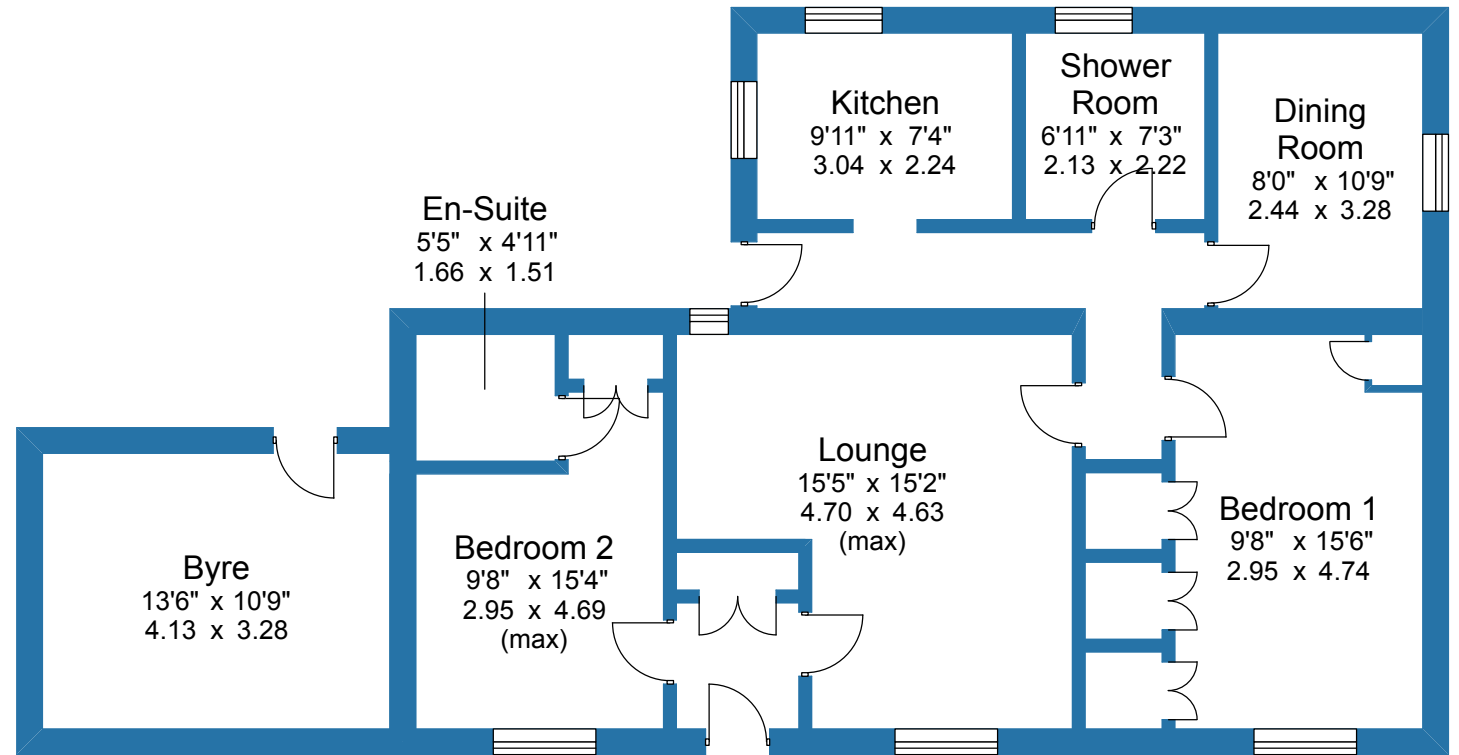 Kitchen
9'11" x 7'4"
3.04 x 2.24
Shower
Room
6'11" x 7'3"
2.13 x 2.22
Dining
Room
8'0" x 10'9"
2.44 x 3.28
En-Suite
5'5" x 4'11"
1.66 x 1.51
Lounge
15'5" x 15'2"
4.70 x 4.63
(max)
Bedroom 1
9'8" x 15'6"
2.95 x 4.74
Bedroom 2
9'8" x 15'4"
2.95 x 4.69
(max)
Byre
13'6" x 10'9"
4.13 x 3.28